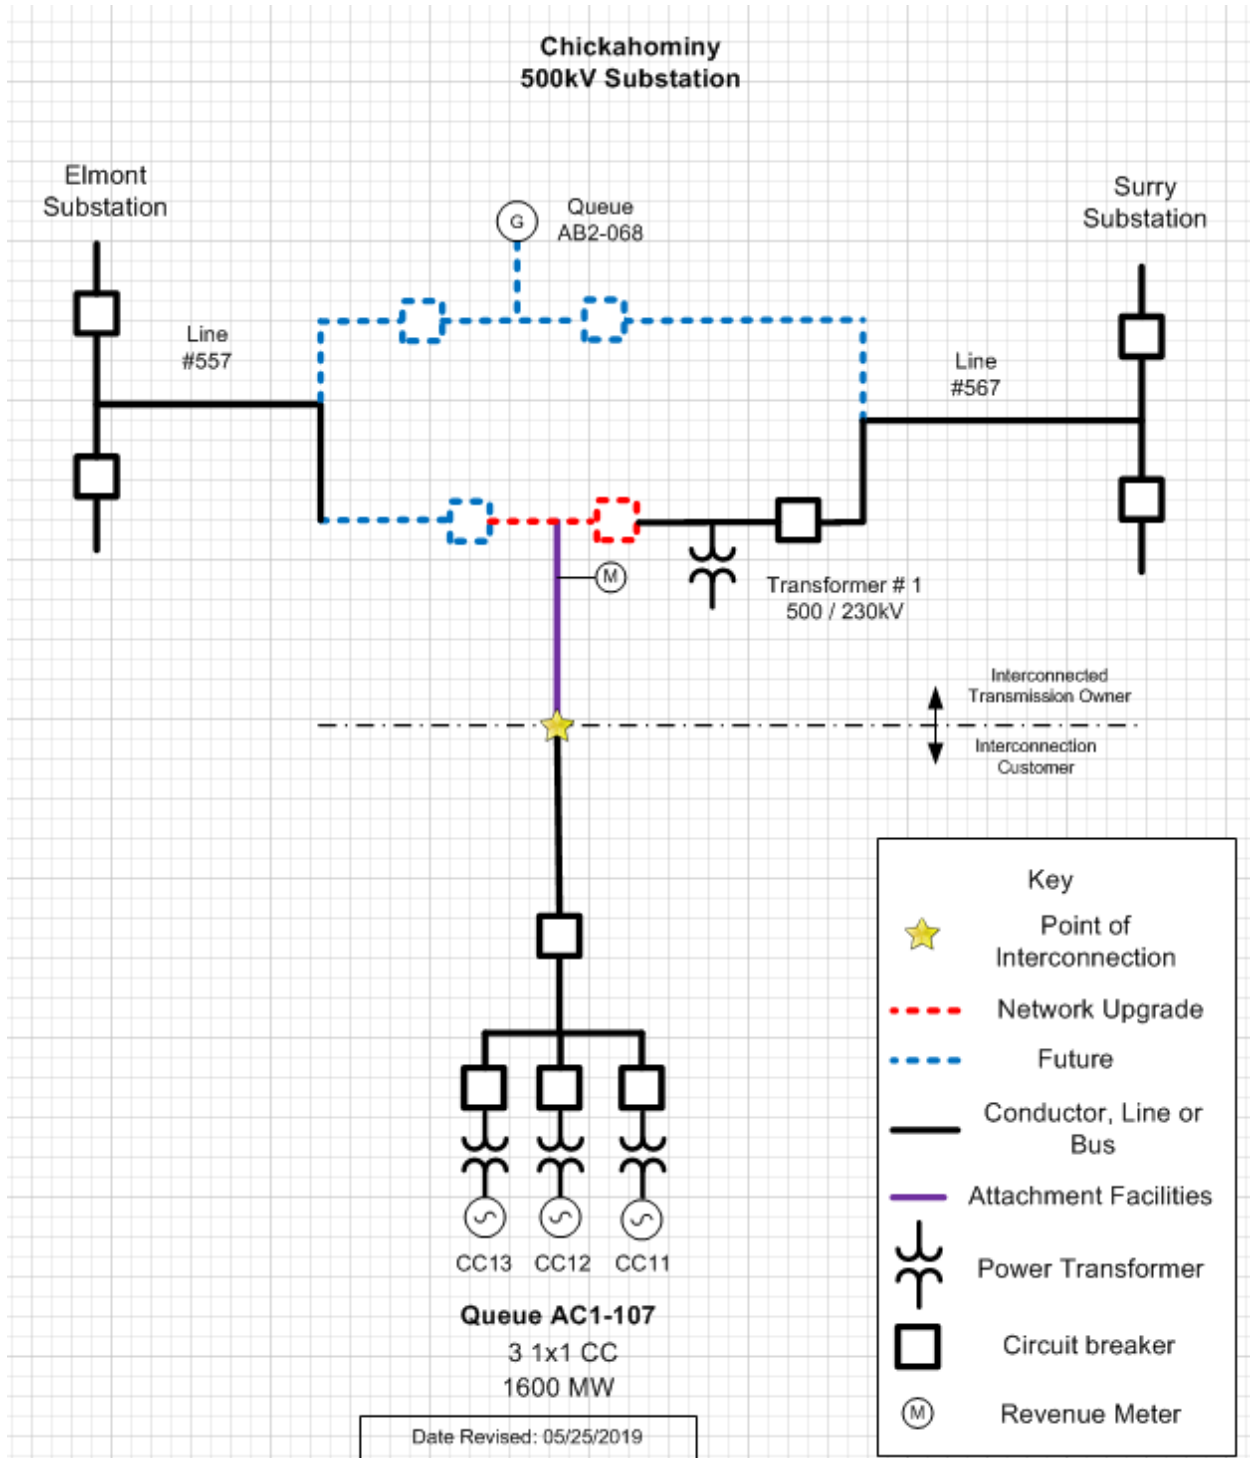 Chickahominy
500kV Substation
Elmont
Substation
Surry
Substation
G
Queue
AB2-068
Line
#557
Line
#567
M
Transformer # 1
500 / 230kV
Interconnected
Transmission Owner
Interconnection
Customer
CC13 CC12 CC11
Queue AC1-107
3 1x1 CC
1600 MW
Date Revised: 05/25/2019
Key
Point of
Interconnection
Network Upgrade
Future
Conductor, Line or
Bus
Attachment Facilities
Power Transformer
Circuit breaker
M
Revenue Meter